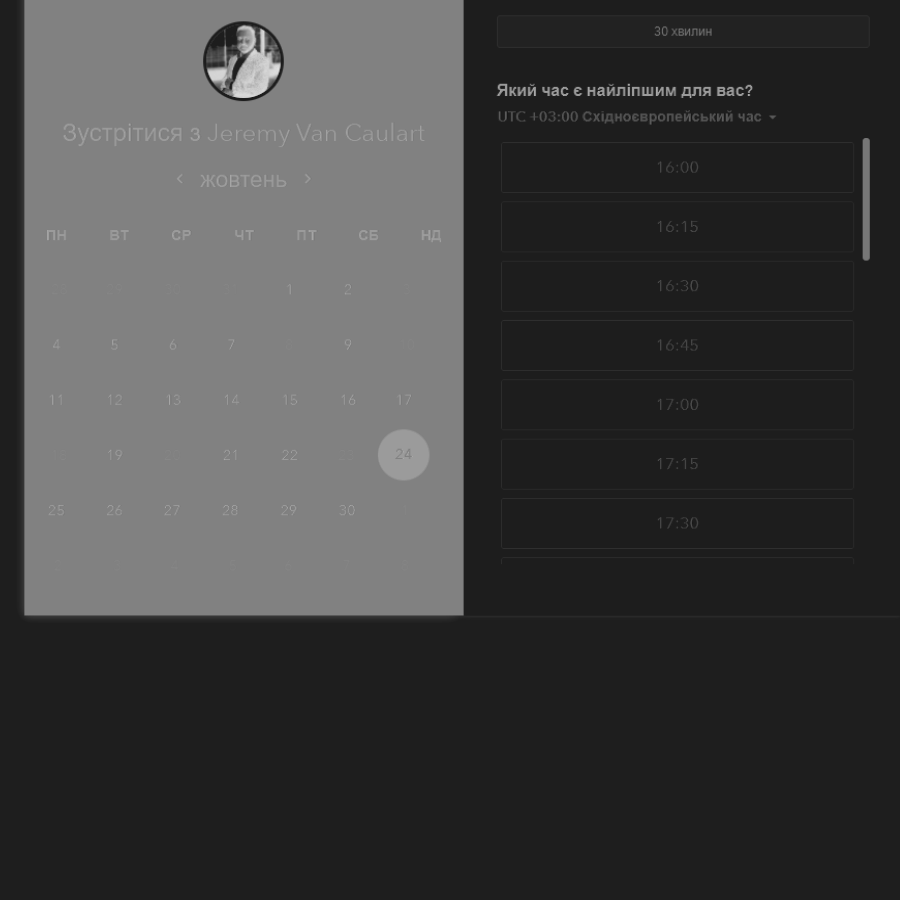 Зустрітися з Jeremy Van Caulart
жовтень
ПН ВТ СР ЧТ ПТ СБ НД
1 2
4 5 6 7 9
11 12 13 14 15 16 17
19 21 22 24
25 26 27 28 29 30
30 хвилин
Який час є найліпшим для вас?
UTC +03:00 Східноєвропейський час
16:00
16:15
16:30
16:45
17:00
17:15
17:30